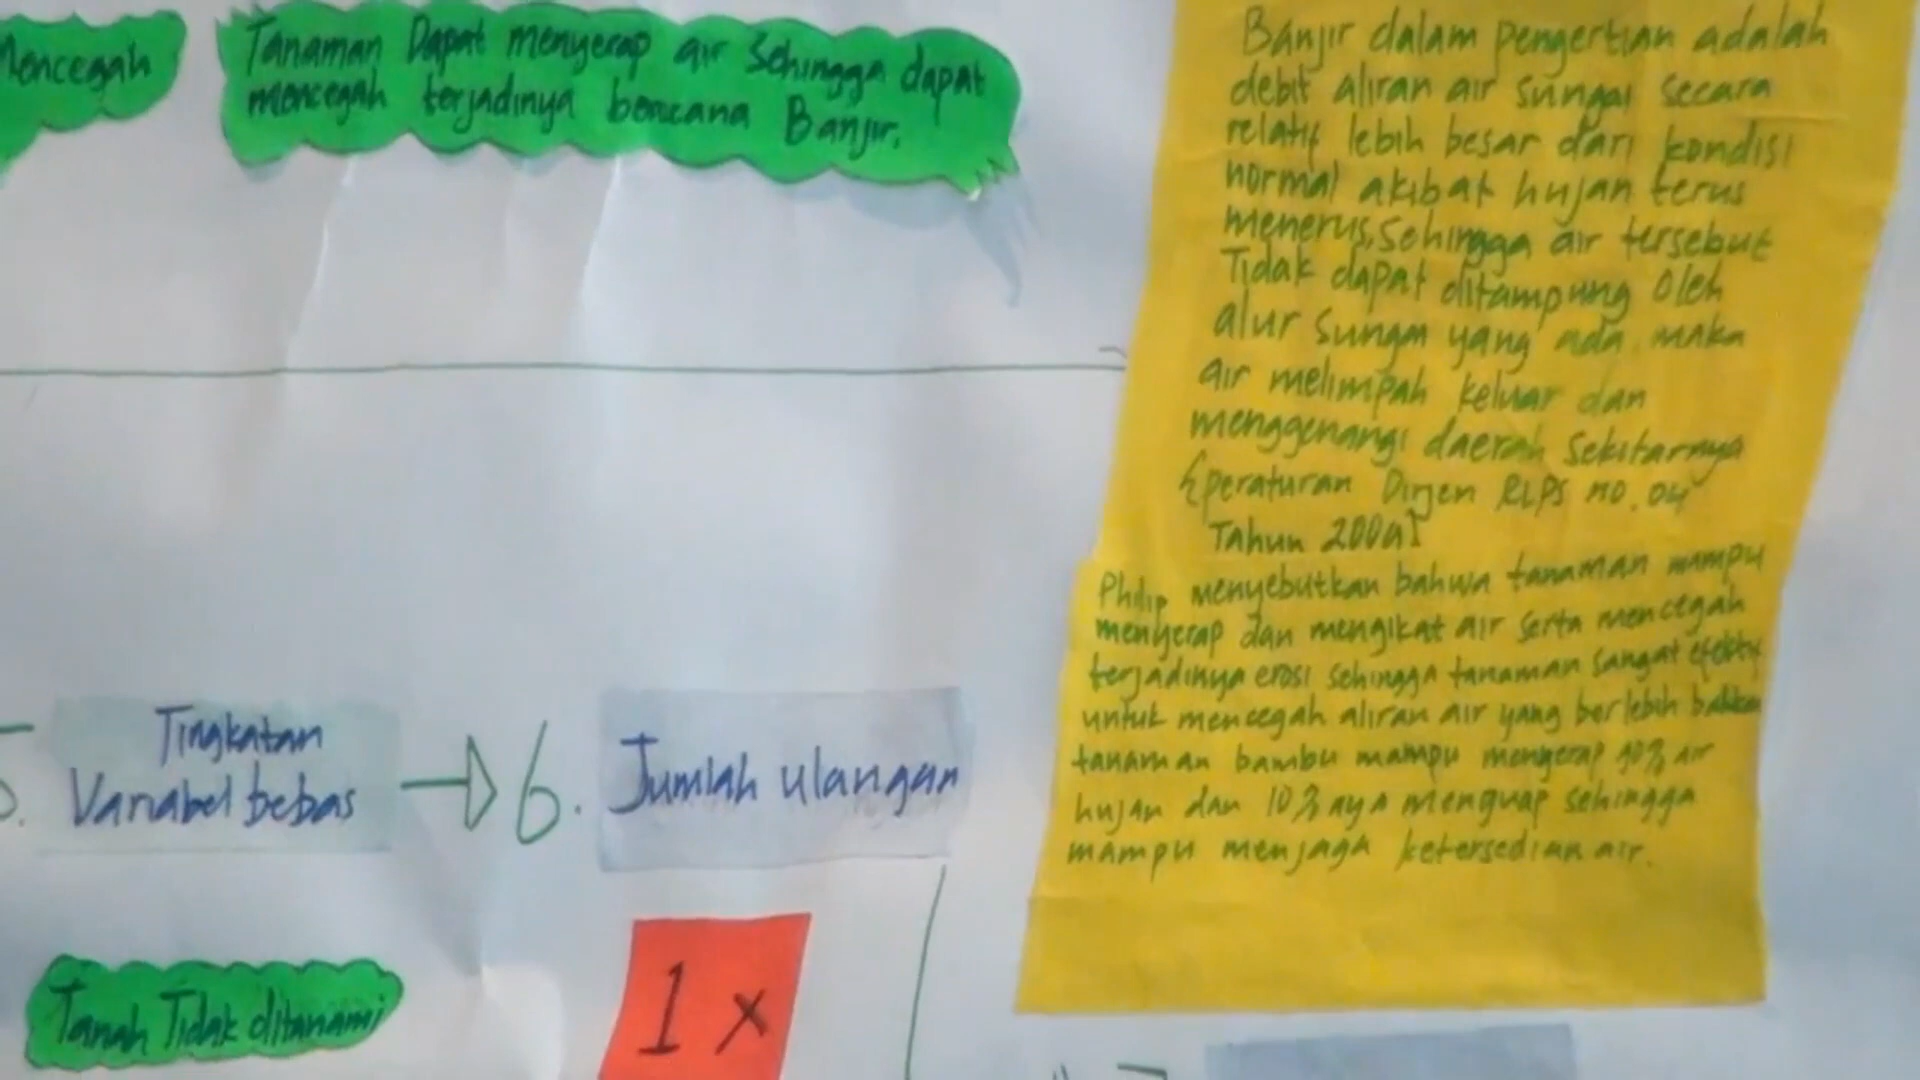 Mencegah
Tanaman Dapat menyerap air Sehingga dapat
mencegah terjadinya bencana Banjir.
Banjir dalam pengertian adalah
debit aliran air sungai secara
relatif lebih besar dari kondisi
normal akibat hujan terus
menerus, Sehingga air tersebut
Tidak dapat ditampung Oleh
alur sungai yang ada, maka
air melimpah keluar dan
menggenangi daerah Sekitarnya
{peraturan Dirjen RLPS no. 04
Tahun
Philip menyebutkan bahwa tanaman mampu
menyerap dan mengikat air serta mencegah
terjadinya erosi sehingga tanaman sangat efektif
untuk mencegah aliran air yang berlebih bahkan
tanaman bambu mampu menyerap 90% air
hujan dan 10% nya menguap sehingga
mampu menjaga ketersedian air.
5. Tingkatan
Variabel bebas
6. Jumlah ulangan
Tanah Tidak ditanami
1 x